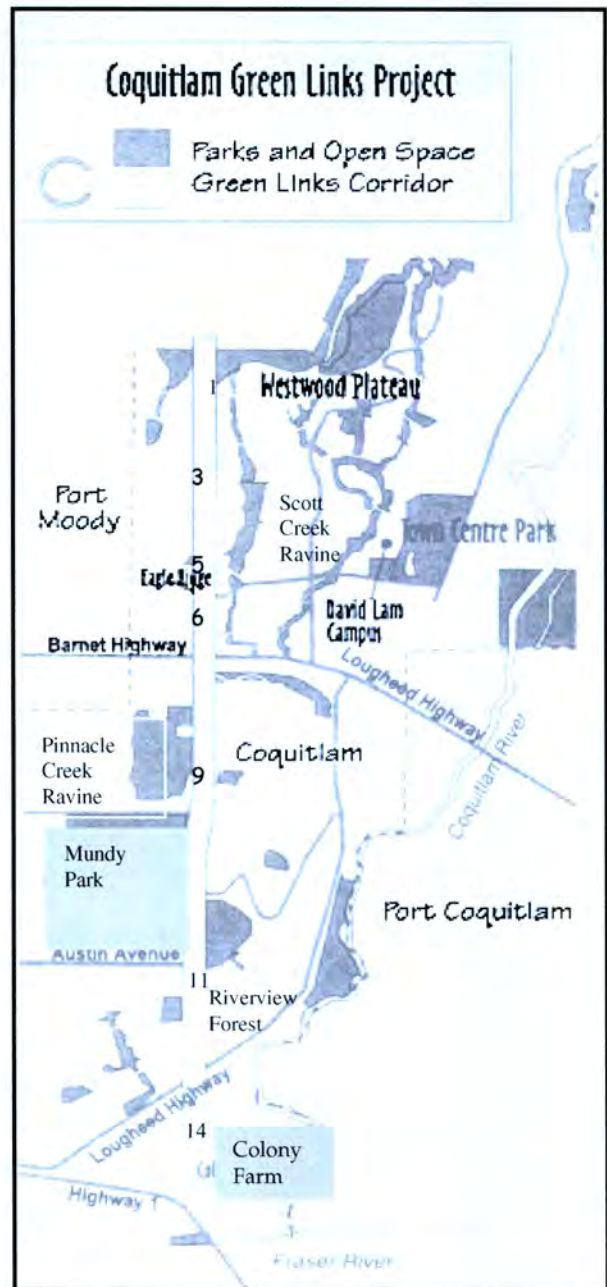 Coquitlam Green Links Project
Parks and Open Space
Green Links Corridor
1
Westwood Plateau
3
Port
Moody
Scott
Creek
Ravine
Town Centre Park
5
Eagle Ridge
6
David Lam
Campus
Barnet Highway
Lougheed Highway
Coquitlam River
Pinnacle
Creek
Ravine
Coquitlam
9
Mundy
Park
Port Coquitlam
Austin Avenue
11
Riverview
Forest
Lougheed Highway
14
Colony
Farm
Highway 1
Fraser River